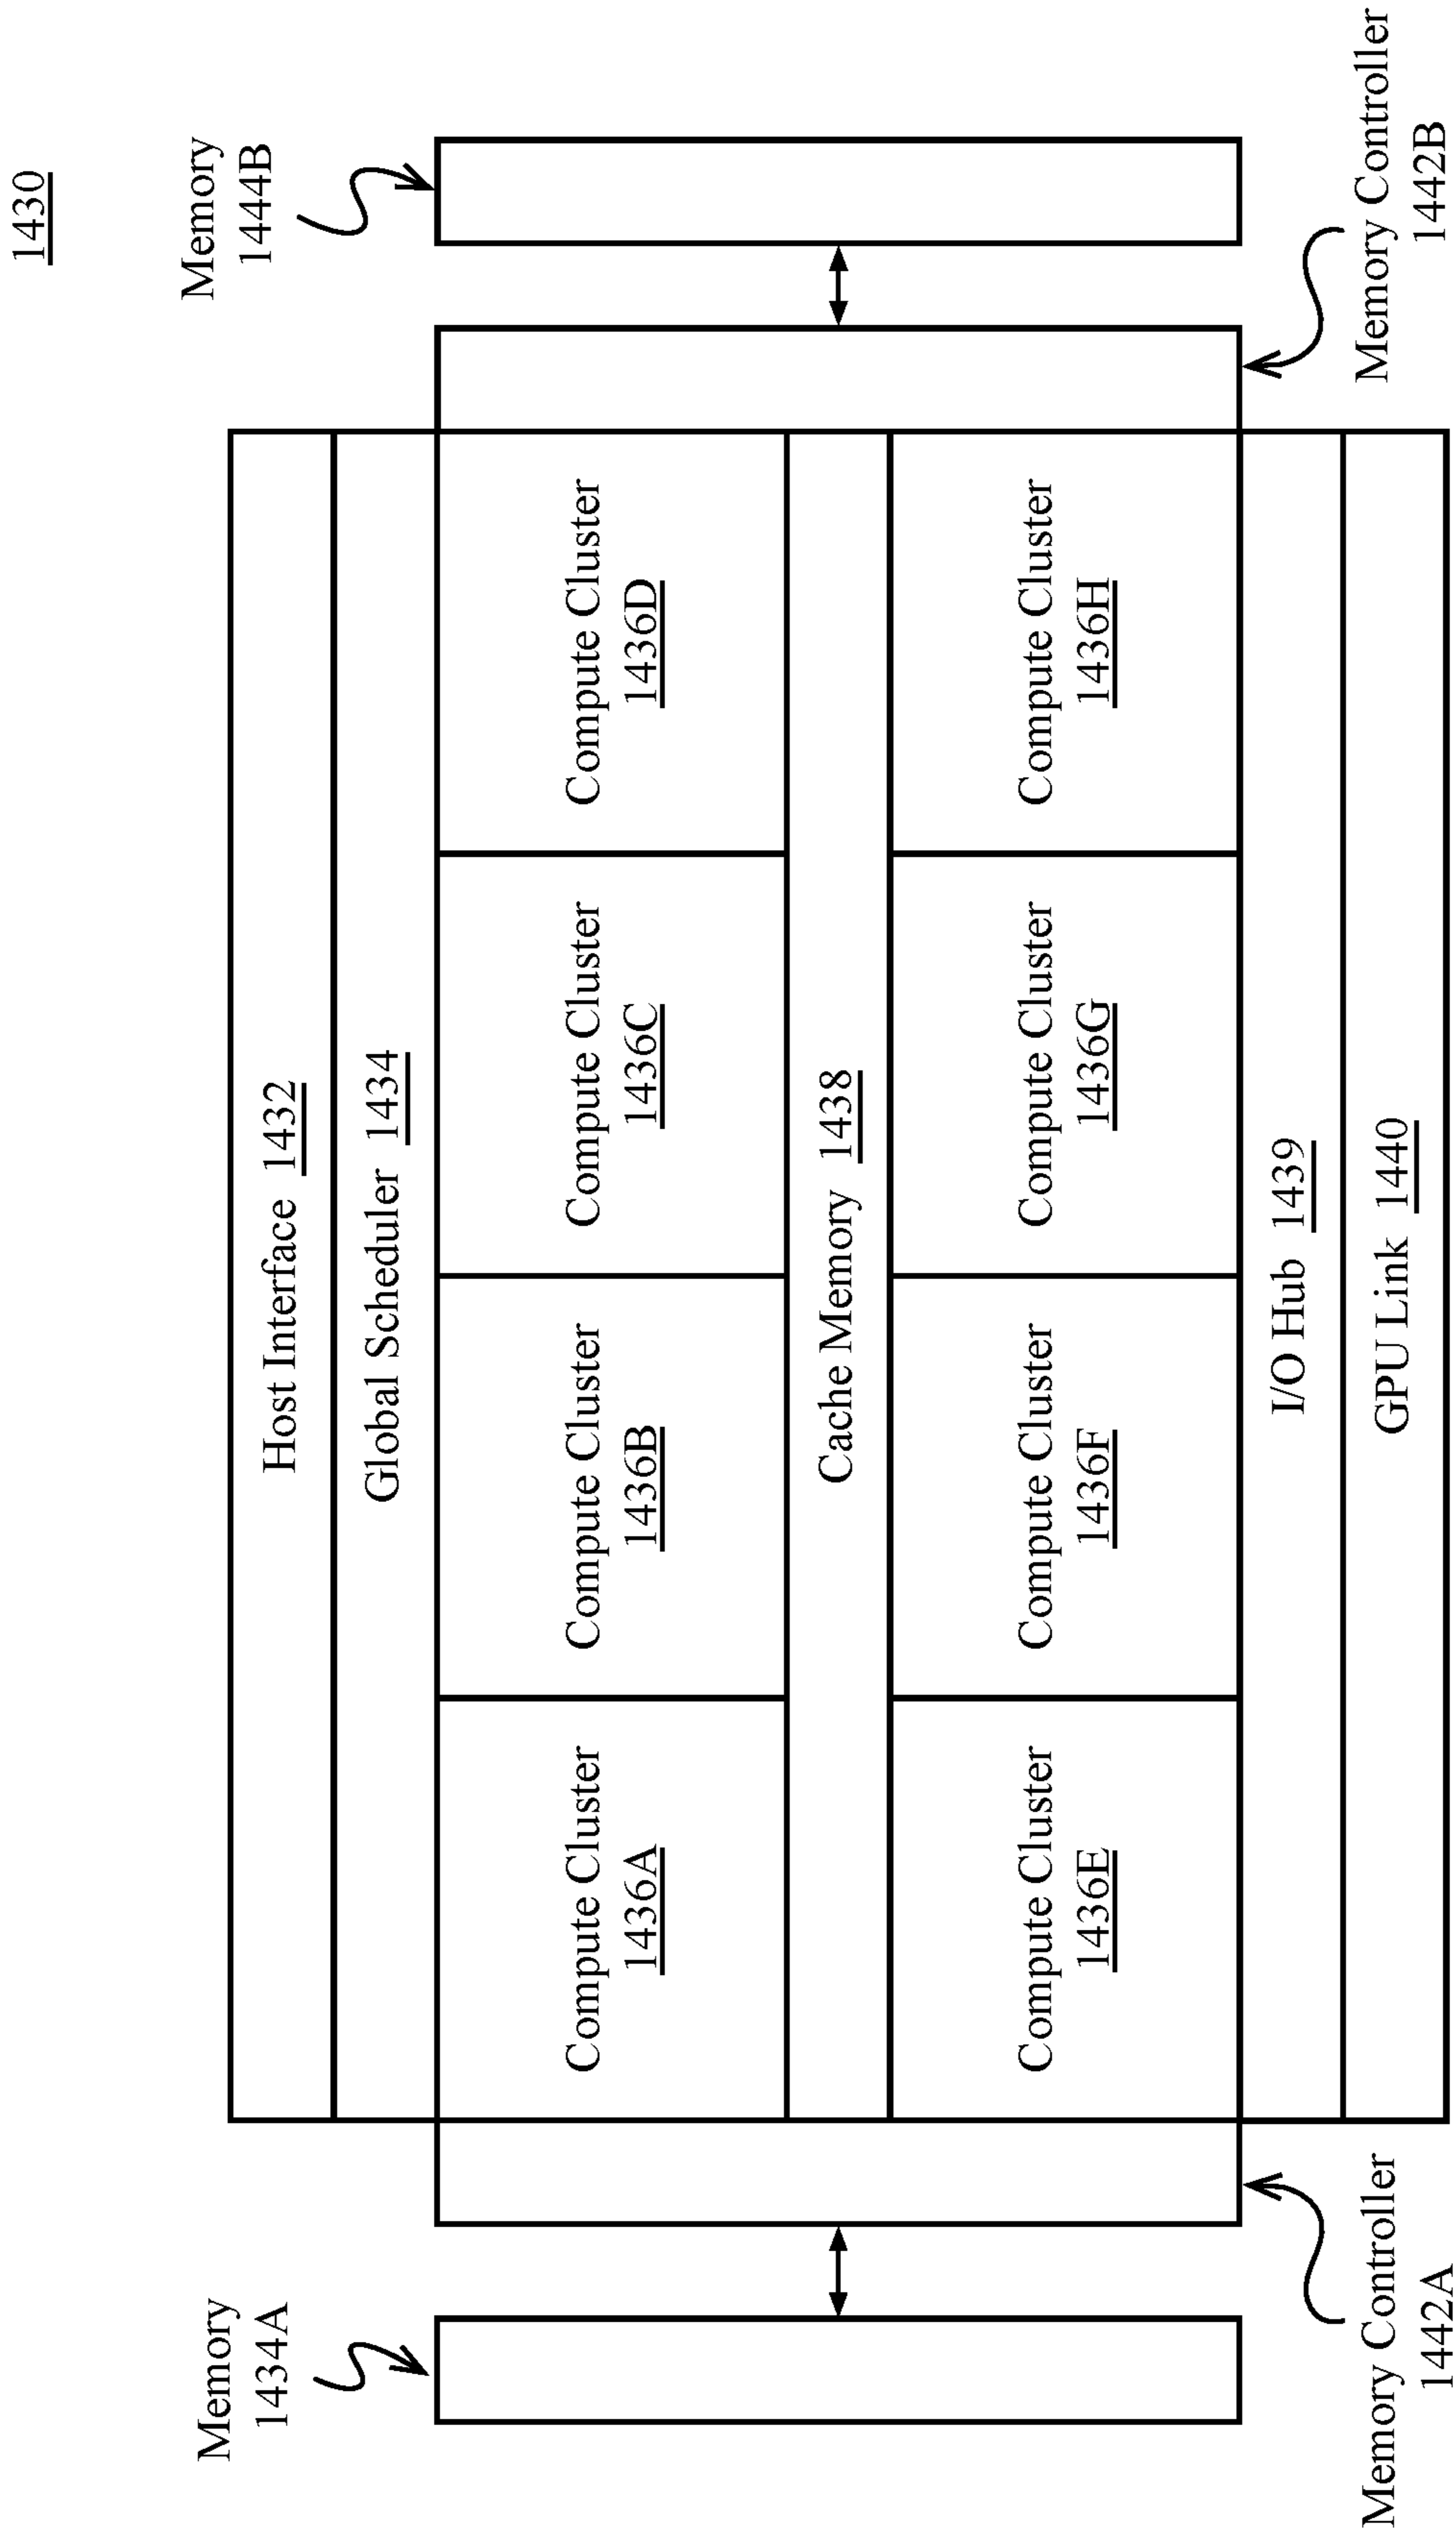 1430
Host Interface 1432
Global Scheduler 1434
Memory
1434A
Memory
1444B
Compute Cluster
1436A
Compute Cluster
1436B
Compute Cluster
1436C
Compute Cluster
1436D
Cache Memory 1438
Compute Cluster
1436E
Compute Cluster
1436F
Compute Cluster
1436G
Compute Cluster
1436H
I/O Hub 1439
GPU Link 1440
Memory Controller
1442A
Memory Controller
1442B